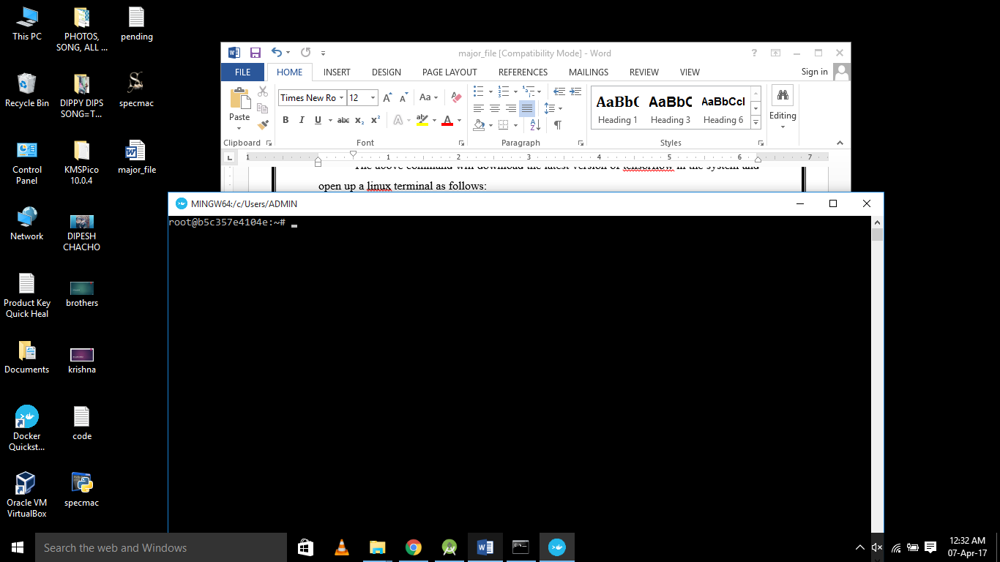 This PC
PHOTOS,
SONG, ALL ...
pending
Recycle Bin
DIPPY DIPS
SONG=T...
specmac
Control
Panel
KMSPico
10.0.4
major_file
Network
DIPESH
CHACHO
Product Key
Quick Heal
brothers
Documents
krishna
Docker
Quickst...
code
Oracle VM
VirtualBox
specmac
major_file [Compatibility Mode] - Word
FILE HOME INSERT DESIGN PAGE LAYOUT REFERENCES MAILINGS REVIEW VIEW Sign in
Paste
Clipboard
Times New Ro 12 A A Aa
B I U abc x₂ x² A ab A
Font
Paragraph
AaBbC AaBbC AaBbCcI
Heading 1 Heading 3 Heading 6
Styles
Editing
1 1 2 3 4 5 6 7
The above command will download the latest version of tensorflow in the system and
open up a linux terminal as follows:
MINGW64:/c/Users/ADMIN
root@b5c357e4104e:~#
Search the web and Windows
12:32 AM
07-Apr-17